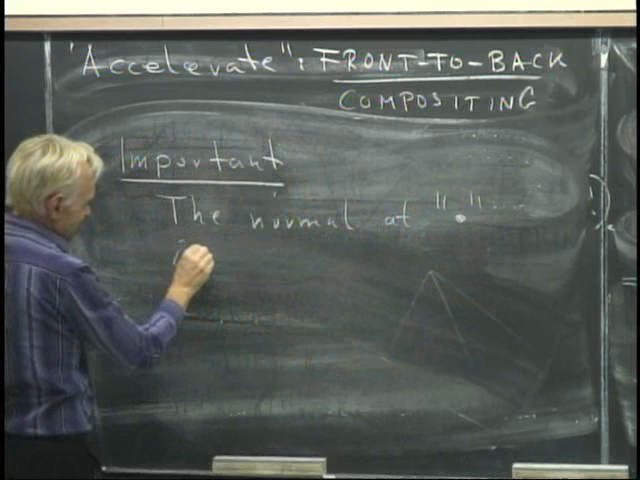 "Accelerate": FRONT-TO-BACK
COMPOSITING
Important
The normal at "."
i